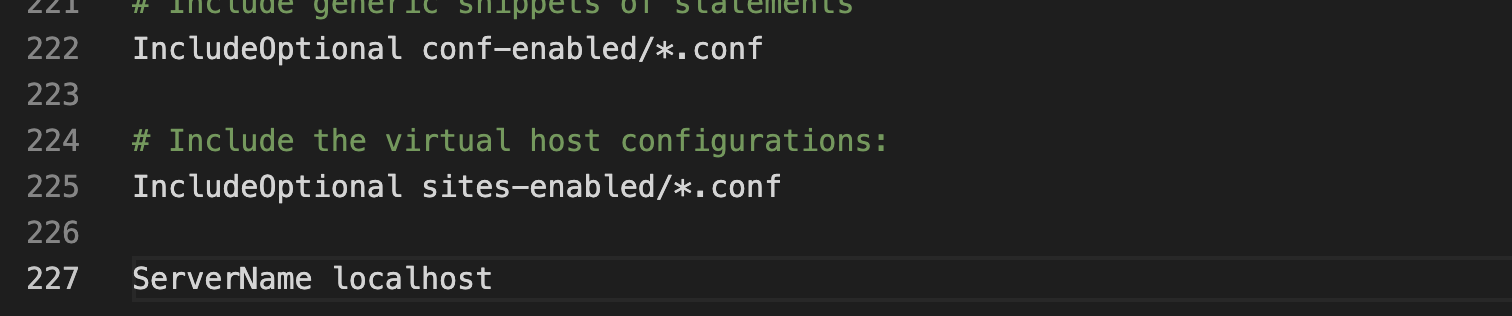 221 # Include generic snippets of statements
222 IncludeOptional conf-enabled/*.conf
223
224 # Include the virtual host configurations:
225 IncludeOptional sites-enabled/*.conf
226
227 ServerName localhost